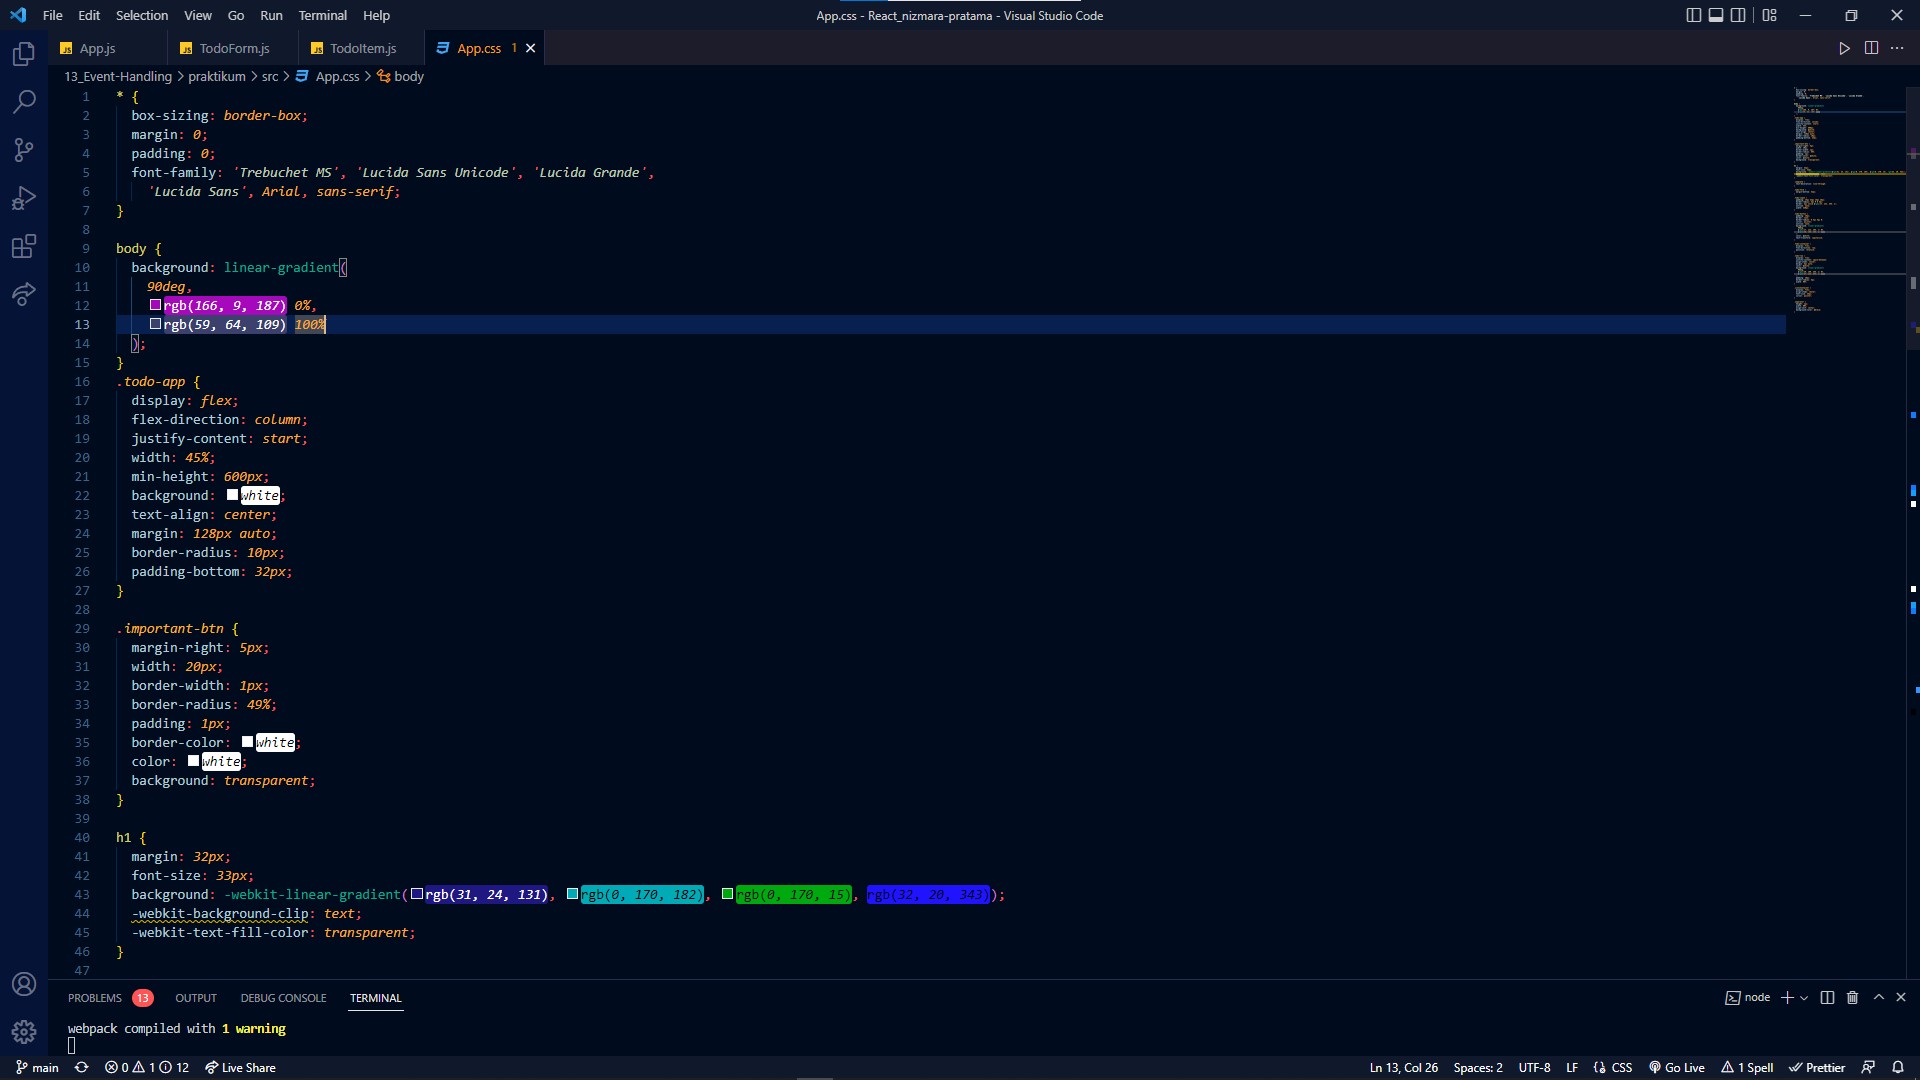 File Edit Selection View Go Run Terminal Help
App.css - React_nizmara-pratama - Visual Studio Code
JS App.js JS TodoForm.js JS TodoItem.js App.css 1
13_Event-Handling > praktikum > src > App.css > body
1 * {
2 box-sizing: border-box;
3 margin: 0;
4 padding: 0;
5 font-family: 'Trebuchet MS', 'Lucida Sans Unicode', 'Lucida Grande',
6 'Lucida Sans', Arial, sans-serif;
7 }
8
9 body {
10 background: linear-gradient(
11 90deg,
12 rgb(166, 9, 187) 0%,
13 rgb(59, 64, 109) 100%
14 );
15 }
16 .todo-app {
17 display: flex;
18 flex-direction: column;
19 justify-content: start;
20 width: 45%;
21 min-height: 600px;
22 background: white;
23 text-align: center;
24 margin: 128px auto;
25 border-radius: 10px;
26 padding-bottom: 32px;
27 }
28
29 .important-btn {
30 margin-right: 5px;
31 width: 20px;
32 border-width: 1px;
33 border-radius: 49%;
34 padding: 1px;
35 border-color: white;
36 color: white;
37 background: transparent;
38 }
39
40 h1 {
41 margin: 32px;
42 font-size: 33px;
43 background: -webkit-linear-gradient(rgb(31, 24, 131), rgb(0, 170, 182), rgb(0, 170, 15), rgb(32, 20, 343));
44 -webkit-background-clip: text;
45 -webkit-text-fill-color: transparent;
46 }
47
PROBLEMS 13 OUTPUT DEBUG CONSOLE TERMINAL
node
webpack compiled with 1 warning
main 0 1 12 Live Share
Ln 13, Col 26 Spaces: 2 UTF-8 LF {} CSS Go Live 1 Spell Prettier